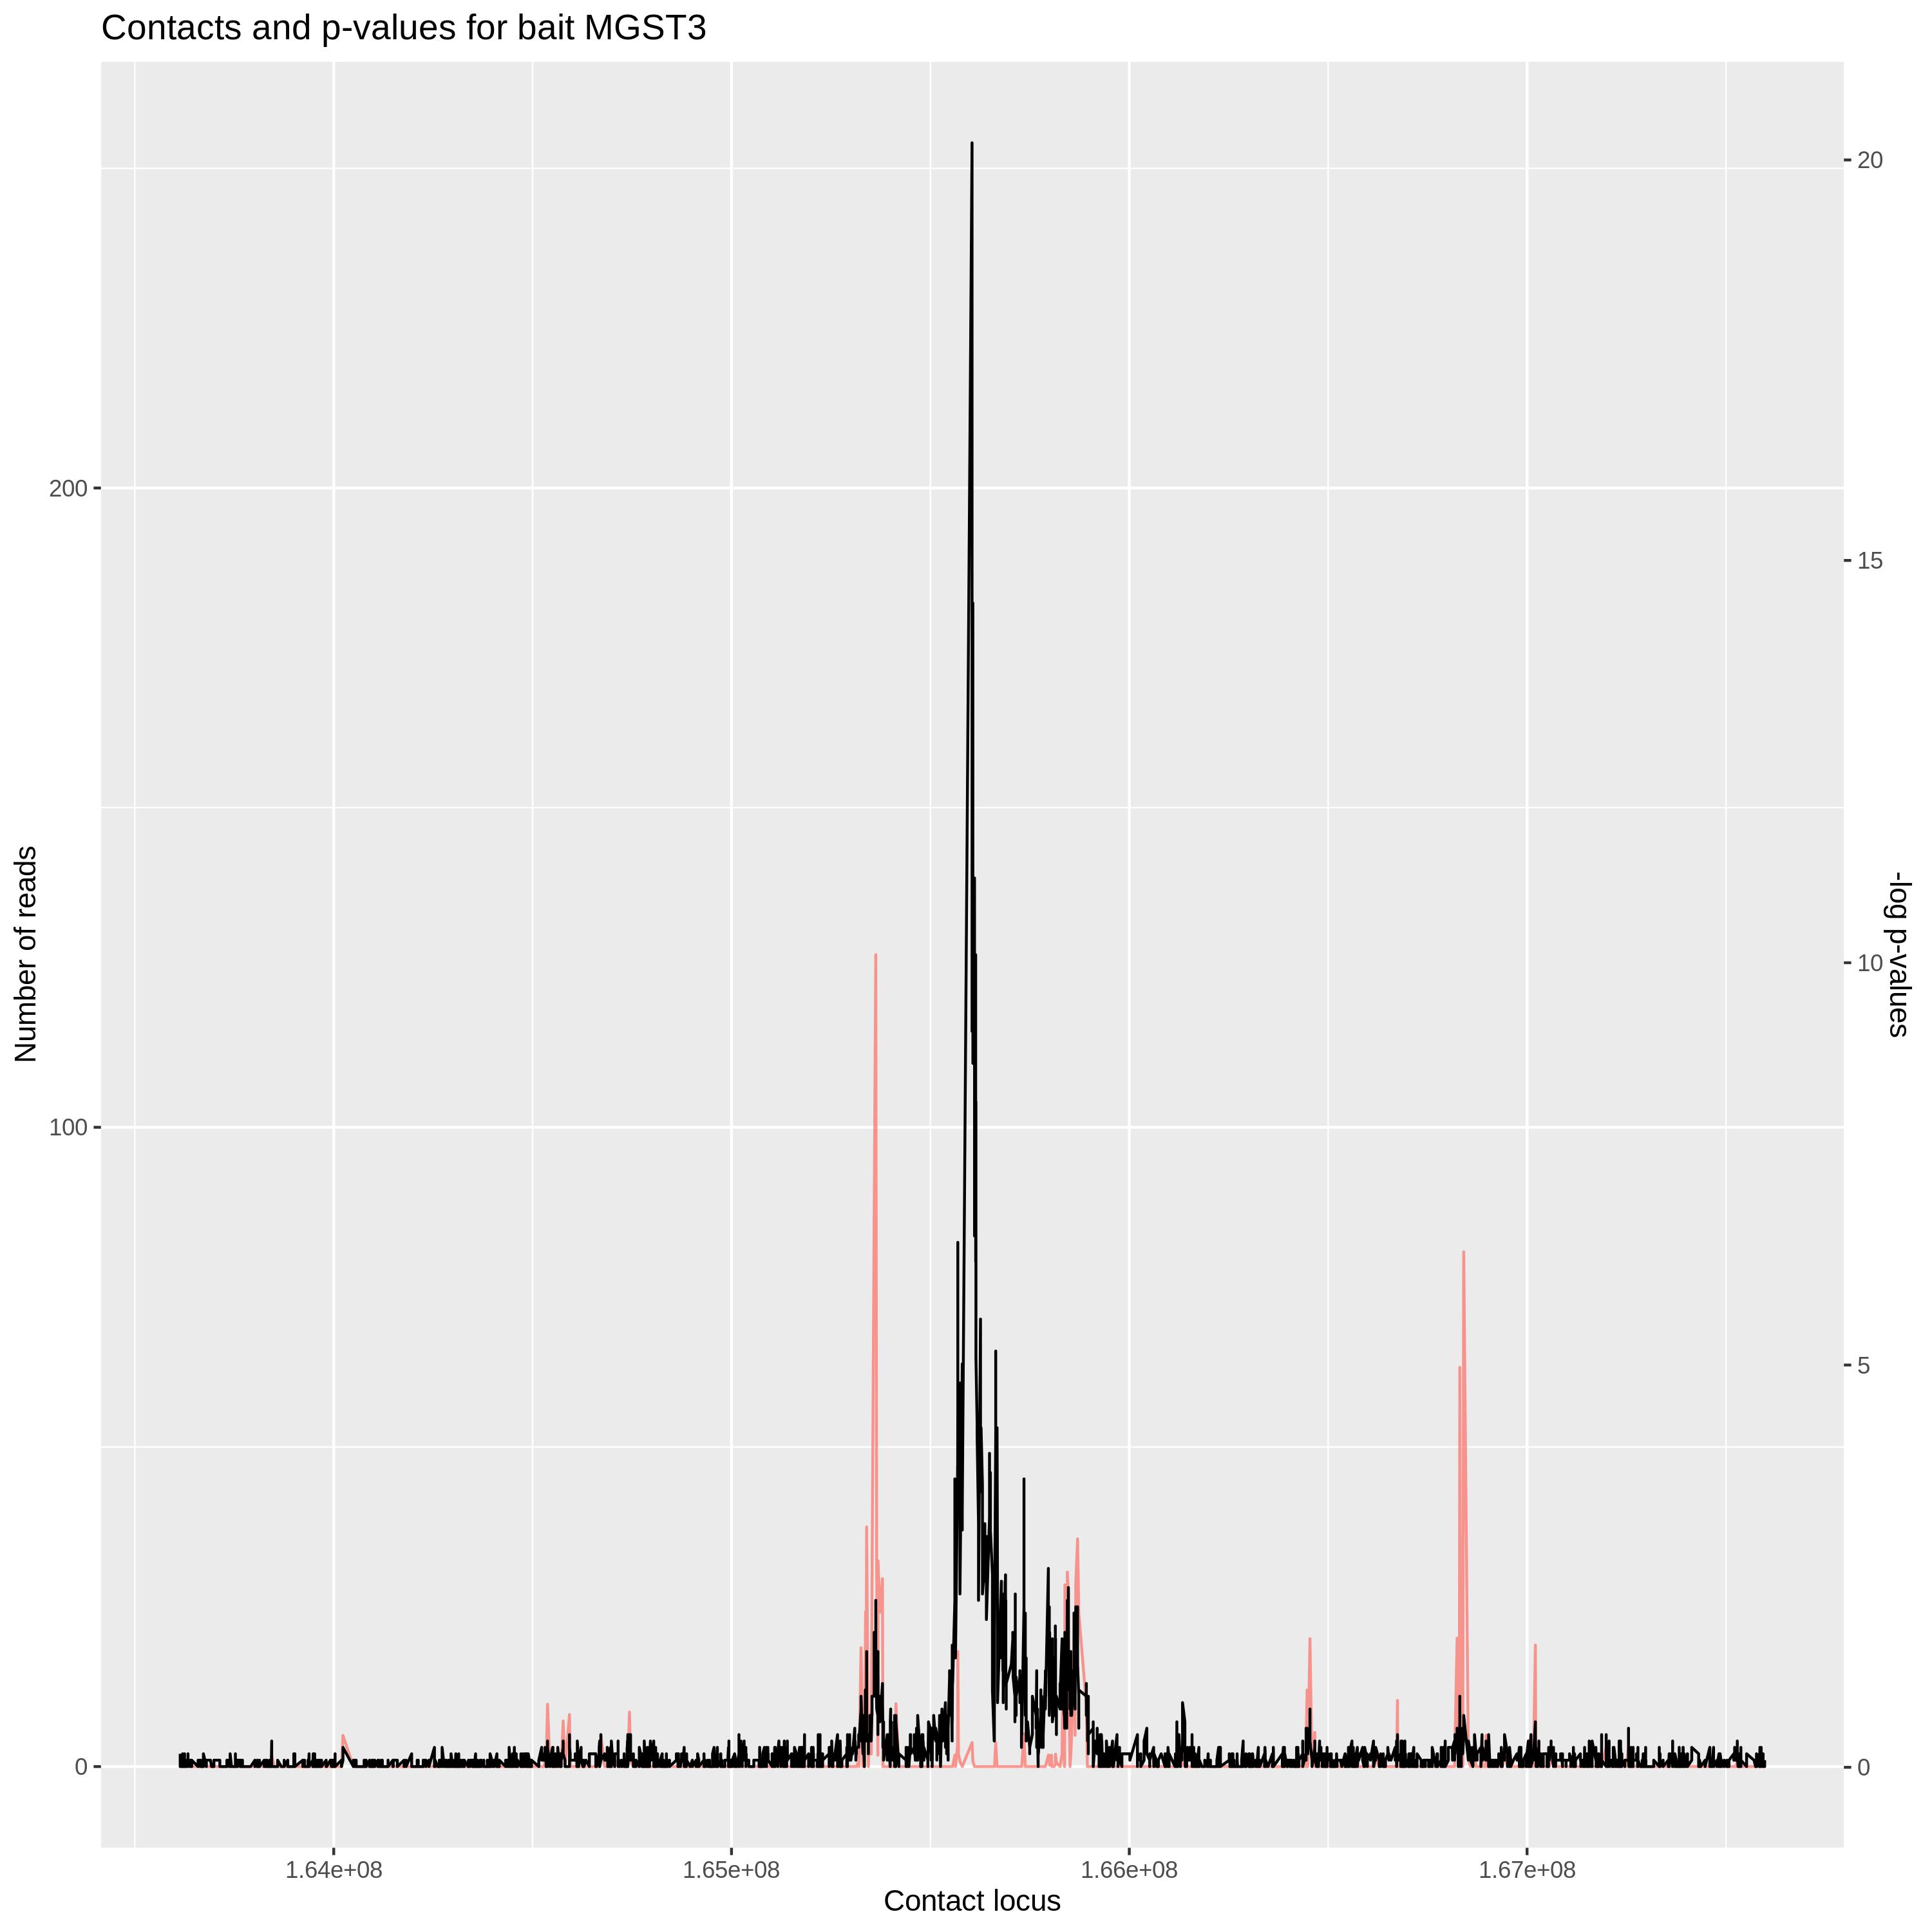 Contacts and p-values for bait MGST3
Number of reads
200
100
0
20
15
10
5
0
-log p-values
1.64e+08
1.65e+08
1.66e+08
1.67e+08
Contact locus